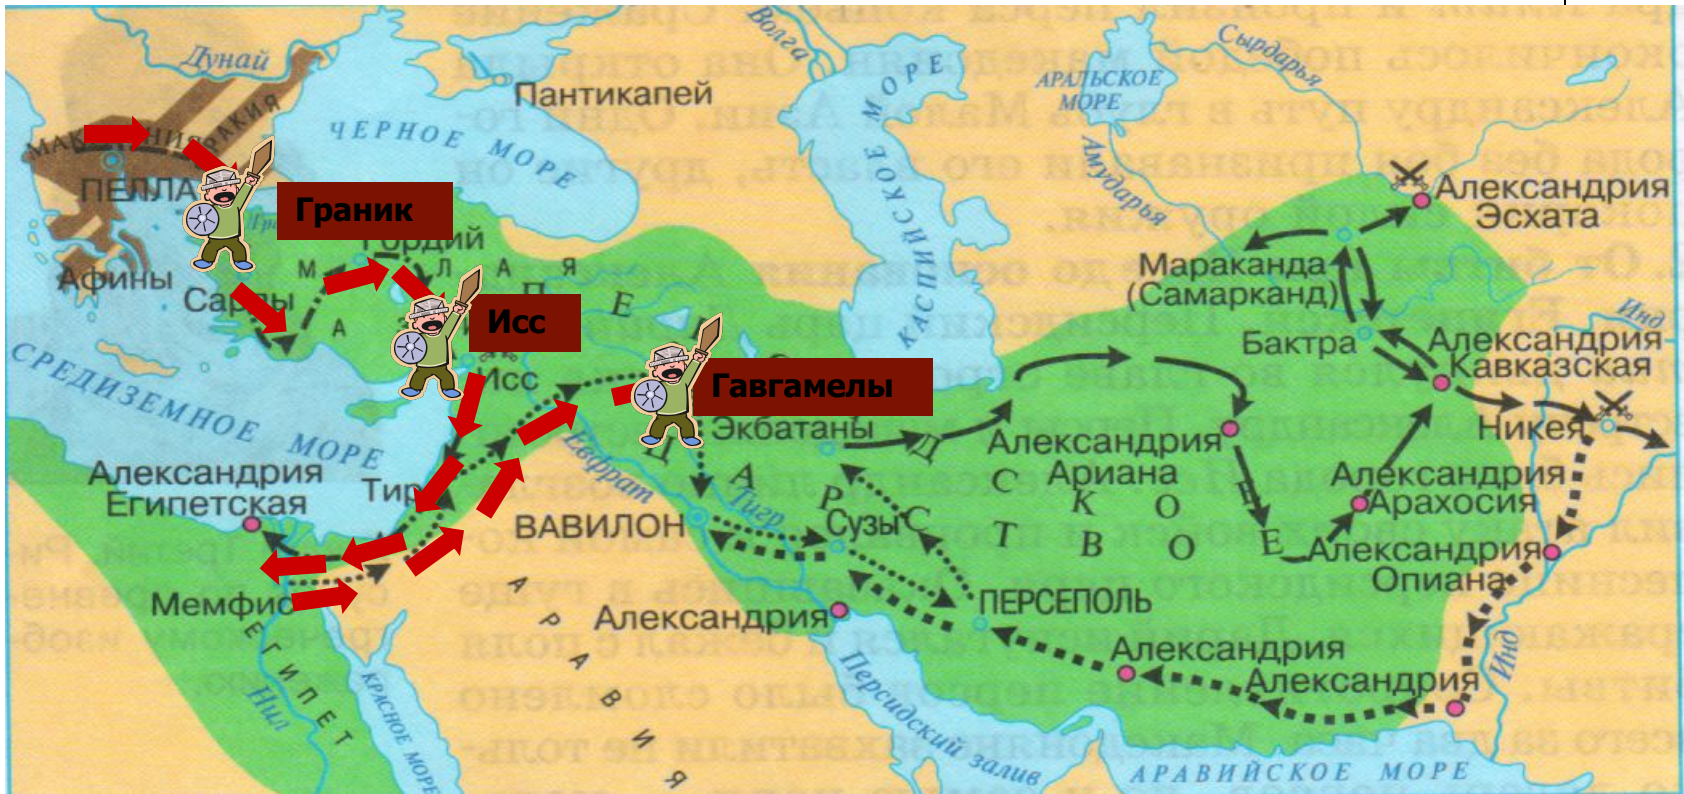 Дунай
Волга
Сырдарья
Пантикапей
АРАЛЬСКОЕ
МОРЕ
ЧЕРНОЕ МОРЕ
КАСПИЙСКОЕ МОРЕ
Амударья
ПЕЛЛА
Граник
Гордий
Александрия
Эсхата
Афины
Сарды
МАЛАЯ
Мараканда
(Самарканд)
Инд
Исс
Исс
Бактра
Александрия
Кавказская
СРЕДИЗЕМНОЕ МОРЕ
Гавгамелы
Экбатаны
Никея
Александрия
Ариана
Александрия
Египетская
Тир
Евфрат
Тигр
Александрия
Арахосия
ВАВИЛОН
Сузы
ДАРСТВО
Александрия
Опиана
Мемфис
ЕГИПЕТ
Нил
КРАСНОЕ МОРЕ
АРАВИЯ
Александрия
ПЕРСЕПОЛЬ
Александрия
Александрия
Инд
Персидский залив
АРАВИЙСКОЕ МОРЕ